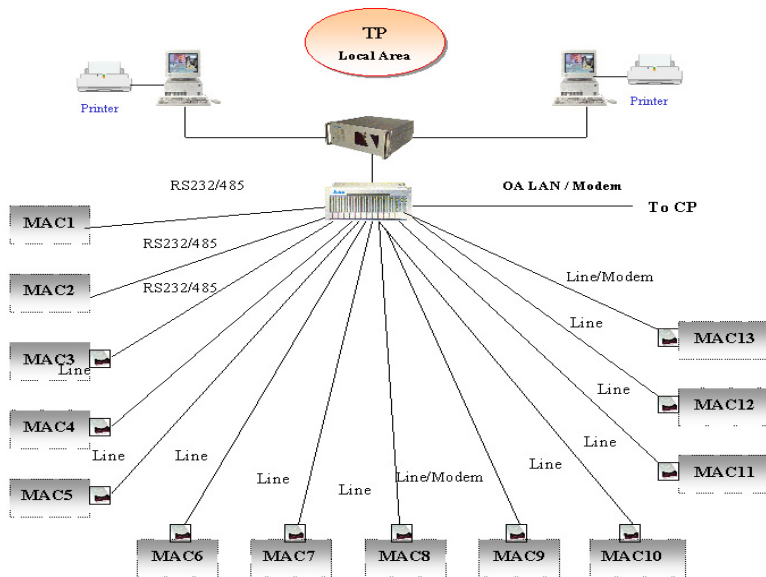 TP
Local Area
Printer
Printer
RS232/485
OA LAN / Modem
To CP
MAC1
RS232/485
MAC2
RS232/485
Line/Modem
Line
MAC3
Line
MAC13
Line
MAC12
MAC4
Line
Line
Line
Line
MAC11
MAC5
Line
Line
Line/Modem
MAC6
MAC7
MAC8
MAC9
MAC10